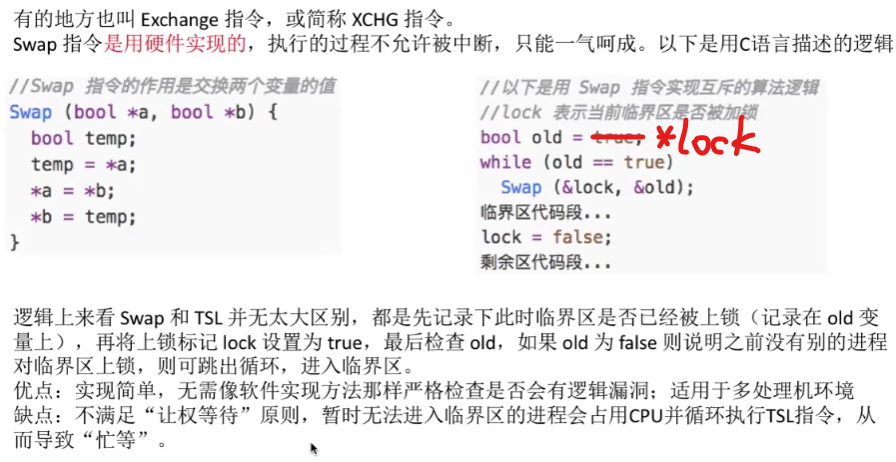 有的地方也叫 Exchange 指令，或简称 XCHG 指令。
Swap 指令是用硬件实现的，执行的过程不允许被中断，只能一气呵成。以下是用C语言描述的逻辑
//Swap 指令的作用是交换两个变量的值
Swap (bool *a, bool *b) {
  bool temp;
  temp = *a;
  *a = *b;
  *b = temp;
}
//以下是用 Swap 指令实现互斥的算法逻辑
//lock 表示当前临界区是否被加锁
bool old = true; *lock
while (old == true)
  Swap (&lock, &old);
临界区代码段...
lock = false;
剩余区代码段...
逻辑上来看 Swap 和 TSL 并无太大区别，都是先记录下此时临界区是否已经被上锁（记录在 old 变
量上），再将上锁标记 lock 设置为 true，最后检查 old，如果 old 为 false 则说明之前没有别的进程
对临界区上锁，则可跳出循环，进入临界区。
优点：实现简单，无需像软件实现方法那样严格检查是否会有逻辑漏洞；适用于多处理机环境
缺点：不满足“让权等待”原则，暂时无法进入临界区的进程会占用CPU并循环执行TSL指令，从
而导致“忙等”。